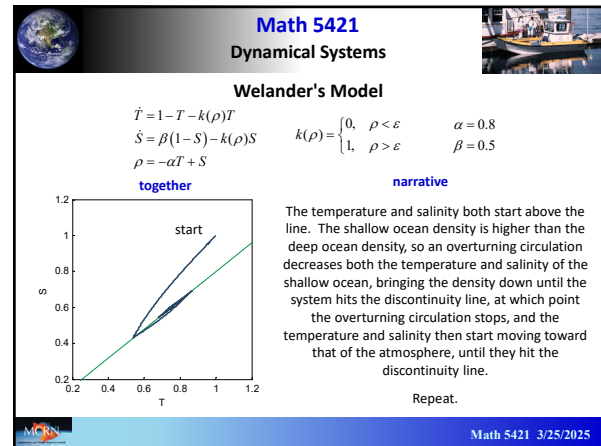 Math 5421
Dynamical Systems
Welander's Model
Ṫ = 1 − T − k(ρ)T
Ṡ = β(1 − S) − k(ρ)S
ρ = −αT + S
k(ρ) = {0, ρ < ε
1, ρ > ε
α = 0.8
β = 0.5
together
1.2
1
0.8
0.6
0.4
0.2
S
start
0.2 0.4 0.6 0.8 1 1.2
T
narrative
The temperature and salinity both start above the
line. The shallow ocean density is higher than the
deep ocean density, so an overturning circulation
decreases both the temperature and salinity of the
shallow ocean, bringing the density down until the
system hits the discontinuity line, at which point
the overturning circulation stops, and the
temperature and salinity then start moving toward
that of the atmosphere, until they hit the
discontinuity line.
Repeat.
MCRN
Math 5421 3/25/2025